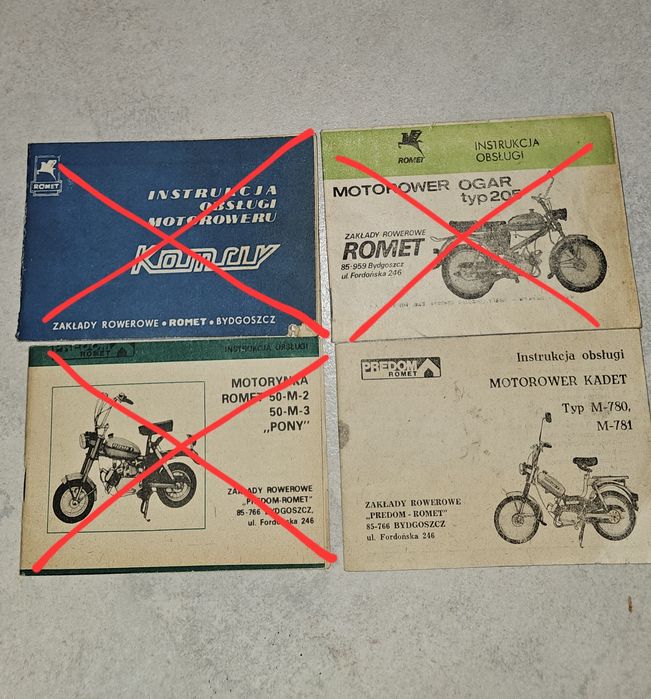 ROMET
INSTRUKCJA
OBSŁUGI
MOTOROWERU
Komary
ZAKŁADY ROWEROWE • ROMET • BYDGOSZCZ
ROMET
INSTRUKCJA
OBSŁUGI
MOTOROWER OGAR
typ 205
ZAKŁADY ROWEROWE
ROMET
85-959 Bydgoszcz
ul. Fordońska 246
PREDOM
ROMET
INSTRUKCJA OBSŁUGI
MOTORYNKA
ROMET 50-M-2
50-M-3
„PONY”
ZAKŁADY ROWEROWE
„PREDOM-ROMET”
85-766 BYDGOSZCZ
ul. Fordońska 246
PREDOM
ROMET
Instrukcja obsługi
MOTOROWER KADET
Typ M-780,
M-781
ZAKŁADY ROWEROWE
„PREDOM-ROMET”
85-766 BYDGOSZCZ
ul. Fordońska 246